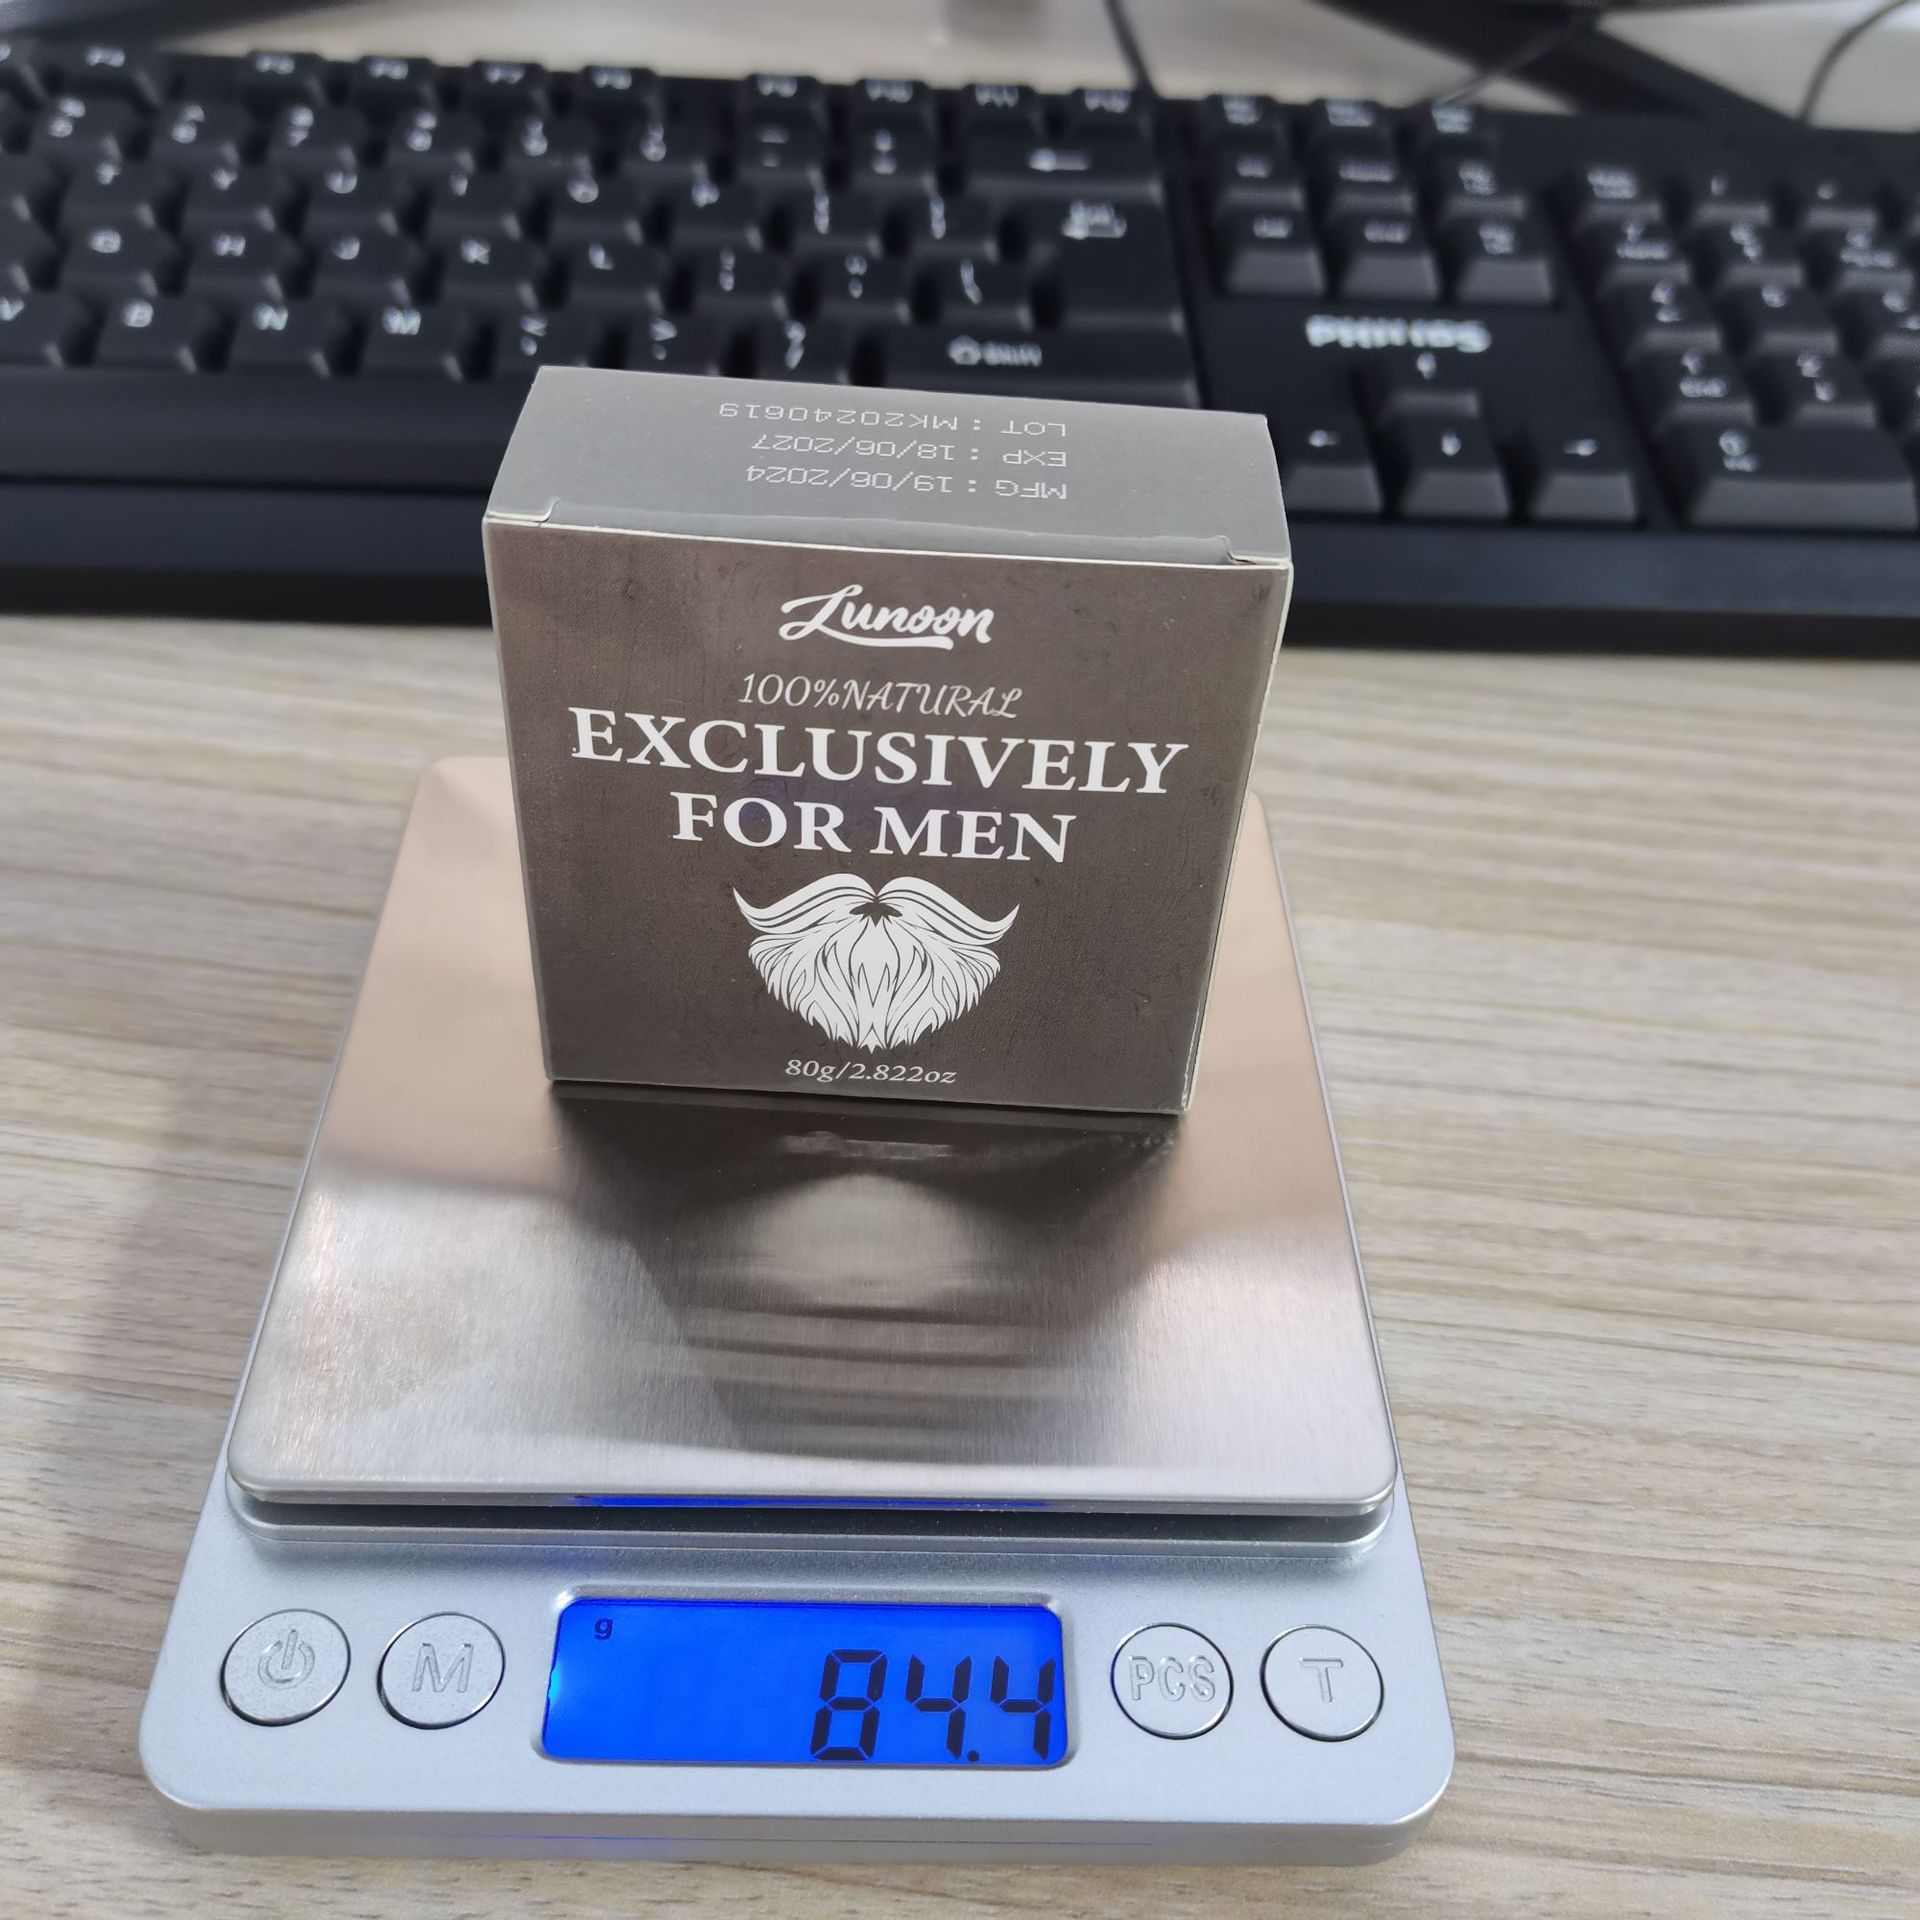 LOT : MK20240619
EXP : 18/06/2027
MFG : 19/06/2024
Lunoon
100%NATURAL
EXCLUSIVELY
FOR MEN
80g/2.822oz
PHILIPS
g
84.4
M
PCS
T